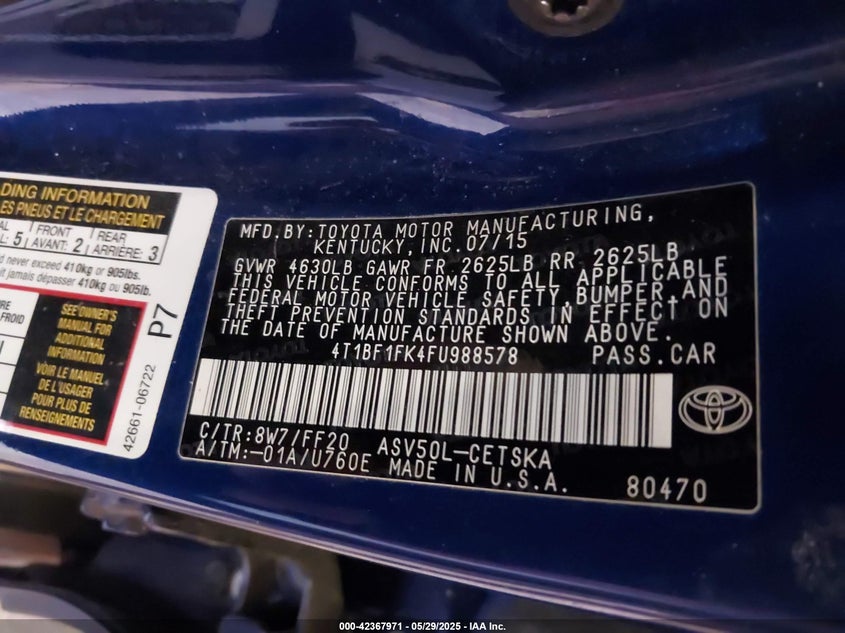 DING INFORMATION
LES PNEUS ET LE CHARGEMENT
FRONT REAR
5 AVANT: 2 ARRIÈRE: 3
never exceed 410kg or 905lbs.
jamais dépasser 410kg ou 905lb.
FROID
SEE OWNER'S
MANUAL FOR
ADDITIONAL
INFORMATION
VOIR LE MANUEL
DE L'USAGER
POUR PLUS DE
RENSEIGNEMENTS
P7
42661-06722
MFD.BY:TOYOTA MOTOR MANUFACTURING,
KENTUCKY,INC.07/15
GVWR 4630LB GAWR FR 2625LB RR 2625LB
THIS VEHICLE CONFORMS TO ALL APPLICABLE
FEDERAL MOTOR VEHICLE SAFETY,BUMPER,AND
THEFT PREVENTION STANDARDS IN EFFECT ON
THE DATE OF MANUFACTURE SHOWN ABOVE.
4T1BF1FK4FU988578 PASS.CAR
C/TR:8W7/FF20 ASV50L-CETSKA
A/TM:-01A/U760E MADE IN U.S.A. 80470
000-42367971 - 05/29/2025 - IAA Inc.